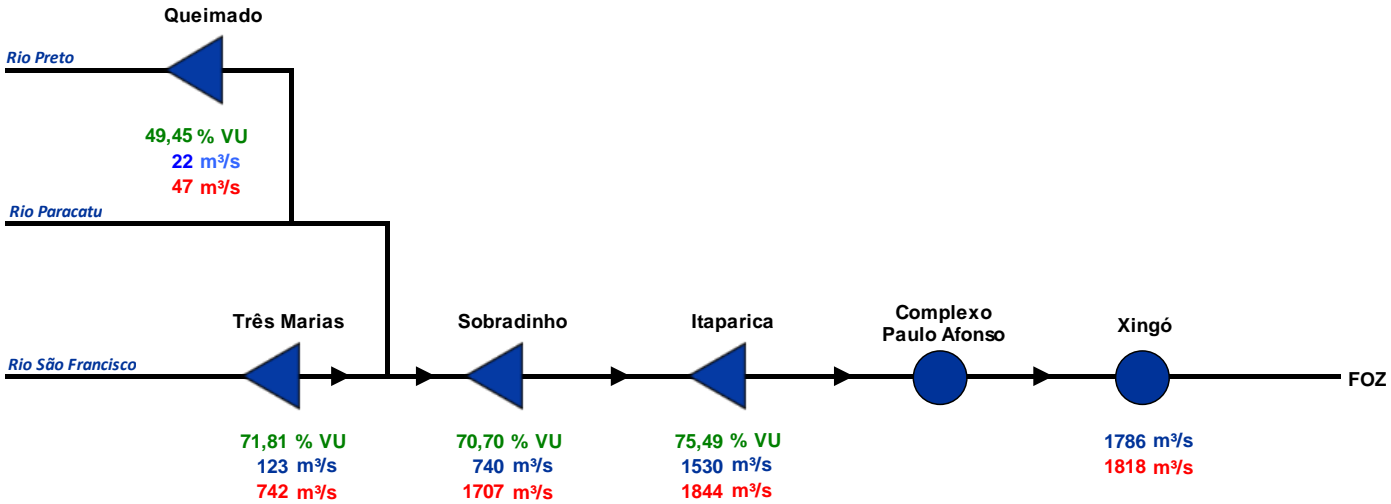 Queimado
Rio Preto
49,45 % VU
22 m³/s
47 m³/s
Rio Paracatu
Três Marias
Sobradinho
Itaparica
Complexo
Paulo Afonso
Xingó
Rio São Francisco
FOZ
71,81 % VU
123 m³/s
742 m³/s
70,70 % VU
740 m³/s
1707 m³/s
75,49 % VU
1530 m³/s
1844 m³/s
1786 m³/s
1818 m³/s